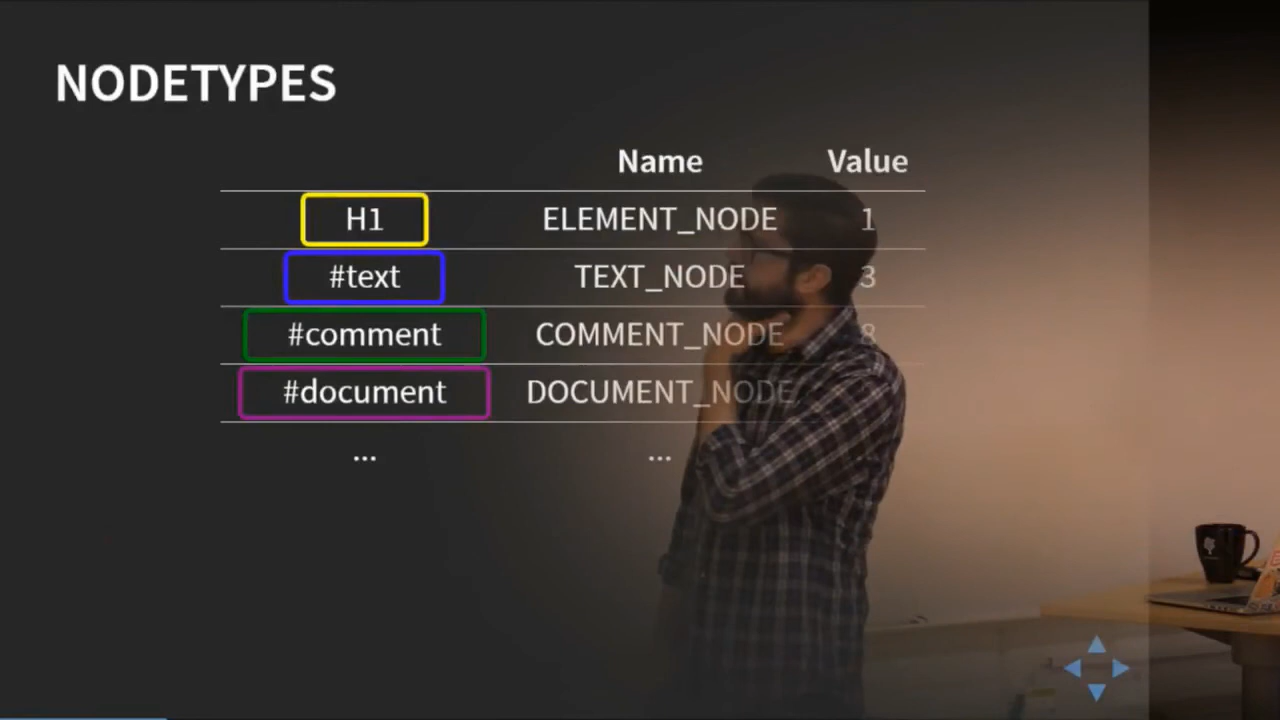 NODETYPES
Name Value
H1 ELEMENT_NODE 1
#text TEXT_NODE 3
#comment COMMENT_NODE 8
#document DOCUMENT_NODE
... ...